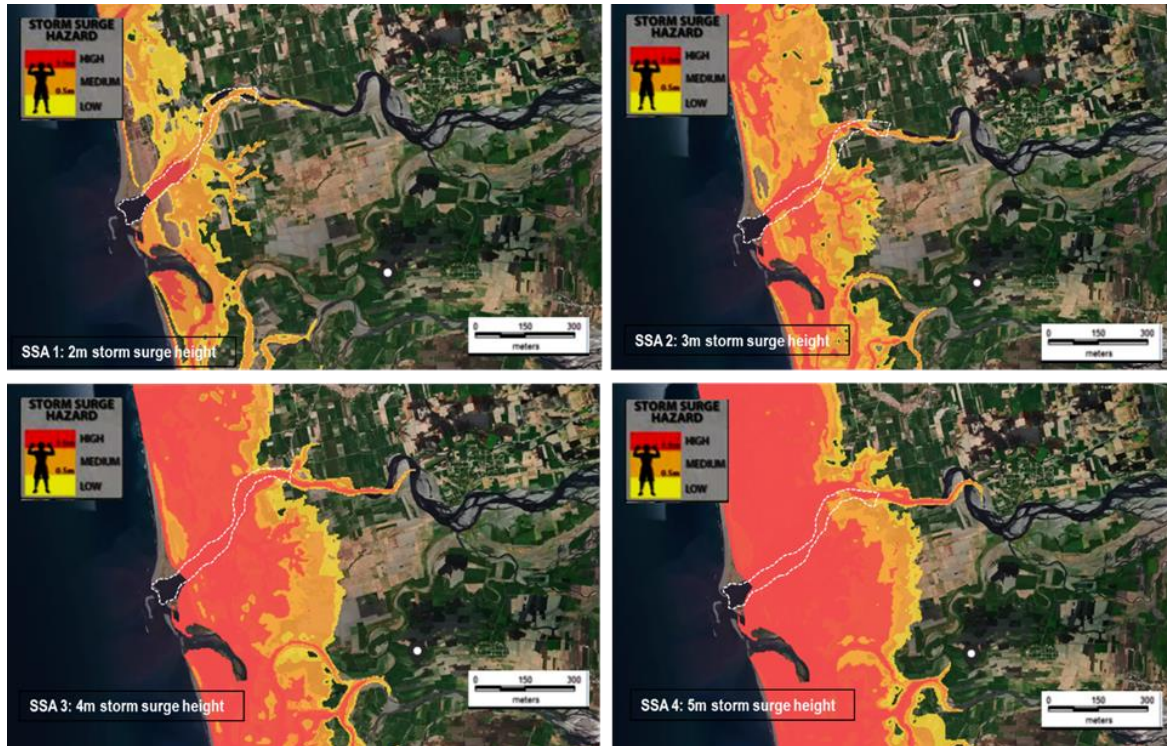 STORM SURGE
HAZARD
HIGH
MEDIUM
0.5m
LOW
0 150 300
meters
SSA 1: 2m storm surge height
STORM SURGE
HAZARD
HIGH
MEDIUM
0.5m
LOW
0 150 300
meters
SSA 2: 3m storm surge height
STORM SURGE
HAZARD
HIGH
MEDIUM
0.5m
LOW
0 150 300
meters
SSA 3: 4m storm surge height
STORM SURGE
HAZARD
HIGH
MEDIUM
0.5m
LOW
0 150 300
meters
SSA 4: 5m storm surge height